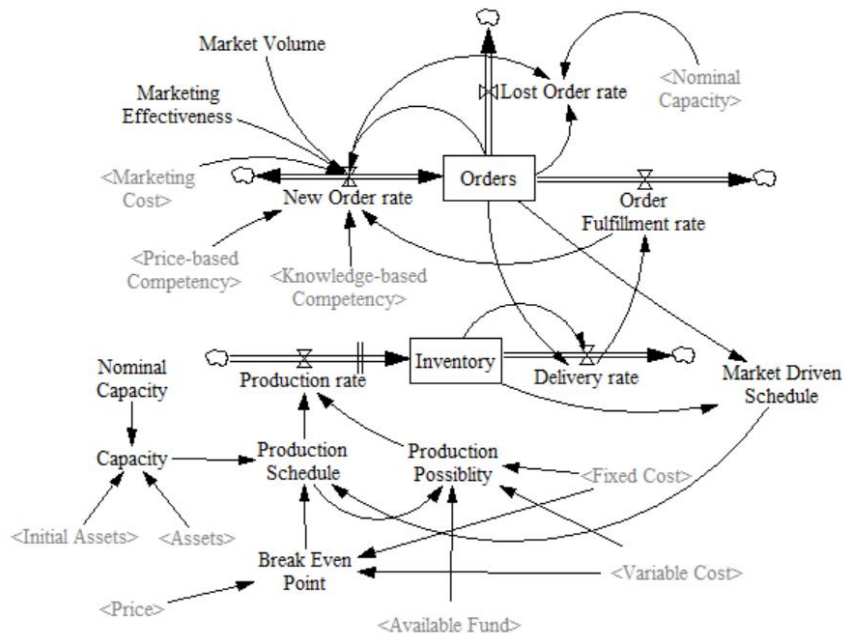 Market Volume
Lost Order rate
<Nominal
Capacity>
Marketing
Effectiveness
<Marketing
Cost>
New Order rate
Orders
Order
Fulfillment rate
<Price-based
Competency>
<Knowledge-based
Competency>
Nominal
Capacity
Production rate
Inventory
Delivery rate
Market Driven
Schedule
Capacity
Production
Schedule
Production
Possiblity
<Fixed Cost>
<Initial Assets>
<Assets>
Break Even
Point
<Variable Cost>
<Price>
<Available Fund>